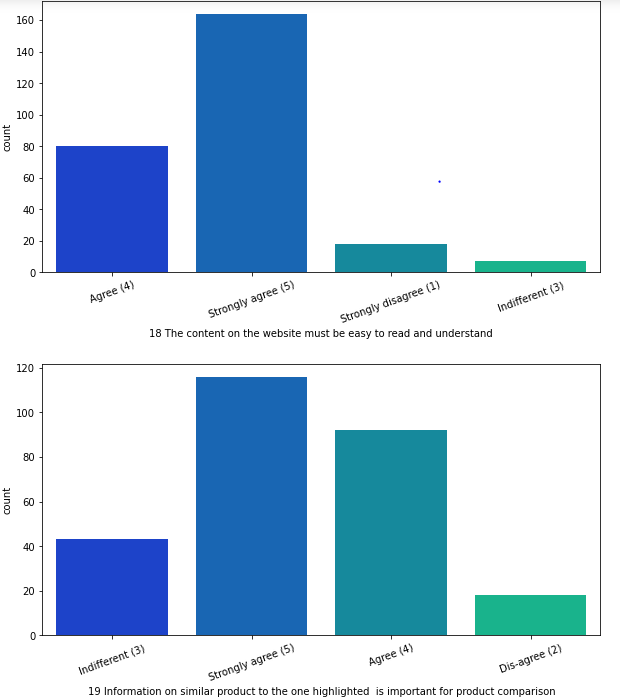 160
140
120
100
80
60
40
20
0
count
Agree (4)
Strongly agree (5)
Strongly disagree (1)
Indifferent (3)
18 The content on the website must be easy to read and understand
120
100
80
60
40
20
0
count
Indifferent (3)
Strongly agree (5)
Agree (4)
Dis-agree (2)
19 Information on similar product to the one highlighted  is important for product comparison